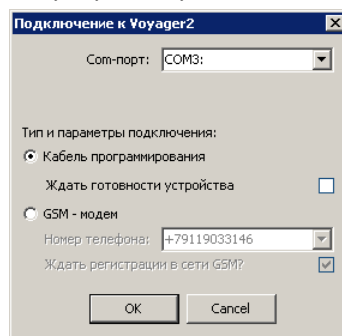 Подключение к Voyager2
Com-порт: COM3:
Тип и параметры подключения:
Кабель программирования
Ждать готовности устройства
GSM - модем
Номер телефона: +79119033146
Ждать регистрации в сети GSM?
OK Cancel